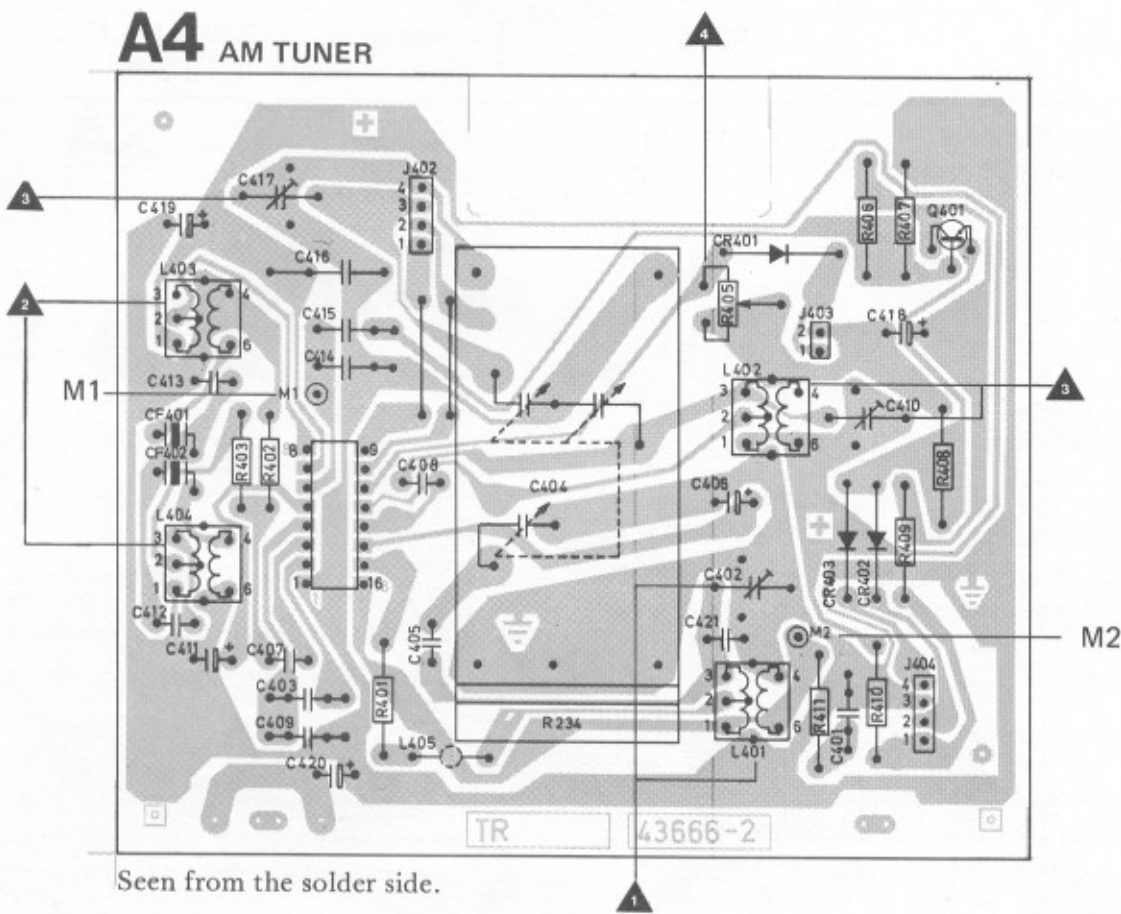 A4 AM TUNER
4
3
2
M1
M2
3
1
C417
J402
4
3
2
1
C419
C416
CR401
R406
R407
Q401
L403
3
2
1
4
6
R405
C415
J403
2
1
C418
C414
C413
M1
L402
3
2
1
4
6
C410
CF401
CF402
R403
R402
8
9
1
16
C408
C404
C406
R408
L404
3
2
1
4
6
R409
CR403
CR402
C402
C412
C411
C407
C405
C421
M2
C403
R401
L401
3
2
1
4
6
R411
C401
R410
J404
4
3
2
1
C409
R234
L405
C420
TR
43666-2
Seen from the solder side.